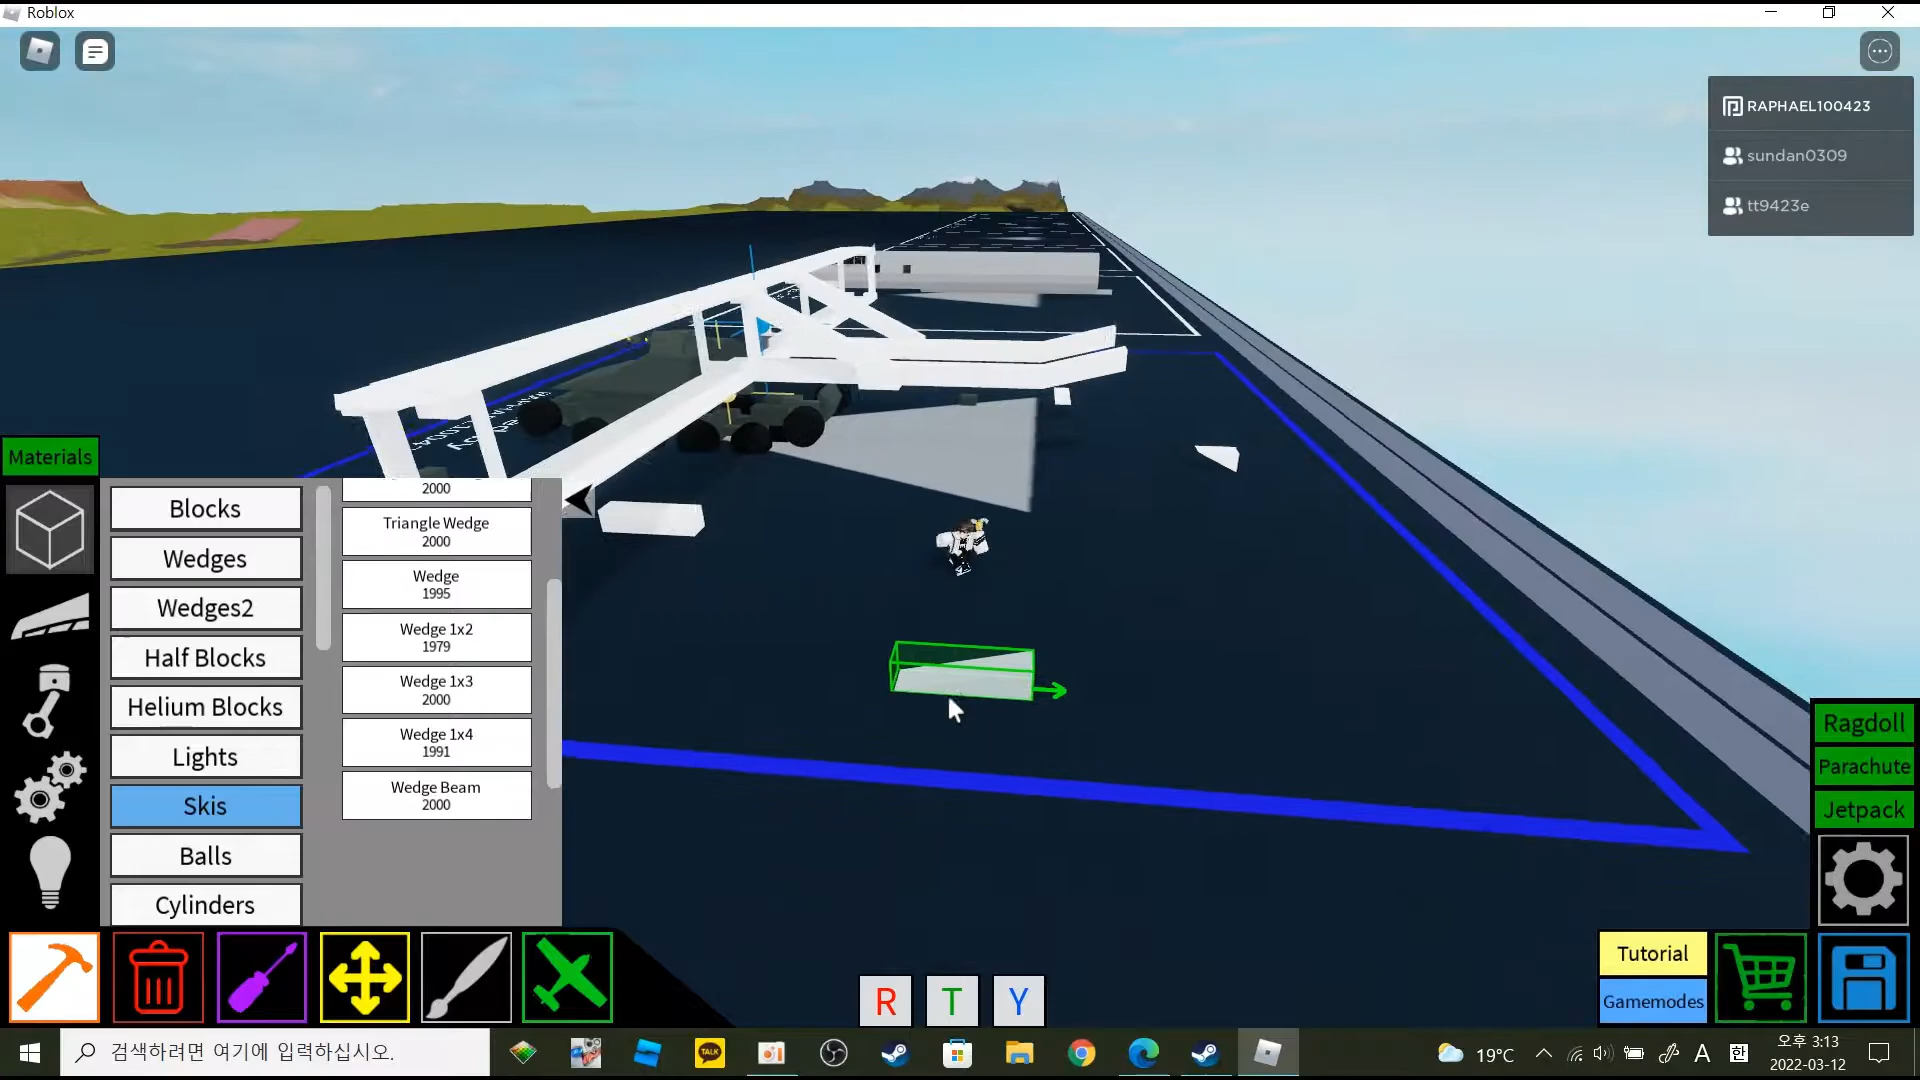 Roblox
RAPHAEL100423
sundan0309
tt9423e
Materials
Blocks
Wedges
Wedges2
Half Blocks
Helium Blocks
Lights
Skis
Balls
Cylinders
2000
Triangle Wedge
2000
Wedge
1995
Wedge 1x2
1979
Wedge 1x3
2000
Wedge 1x4
1991
Wedge Beam
2000
Ragdoll
Parachute
Jetpack
Tutorial
Gamemodes
R T Y
검색하려면 여기에 입력하십시오.
TALK
19°C
A
한
오후 3:13
2022-03-12